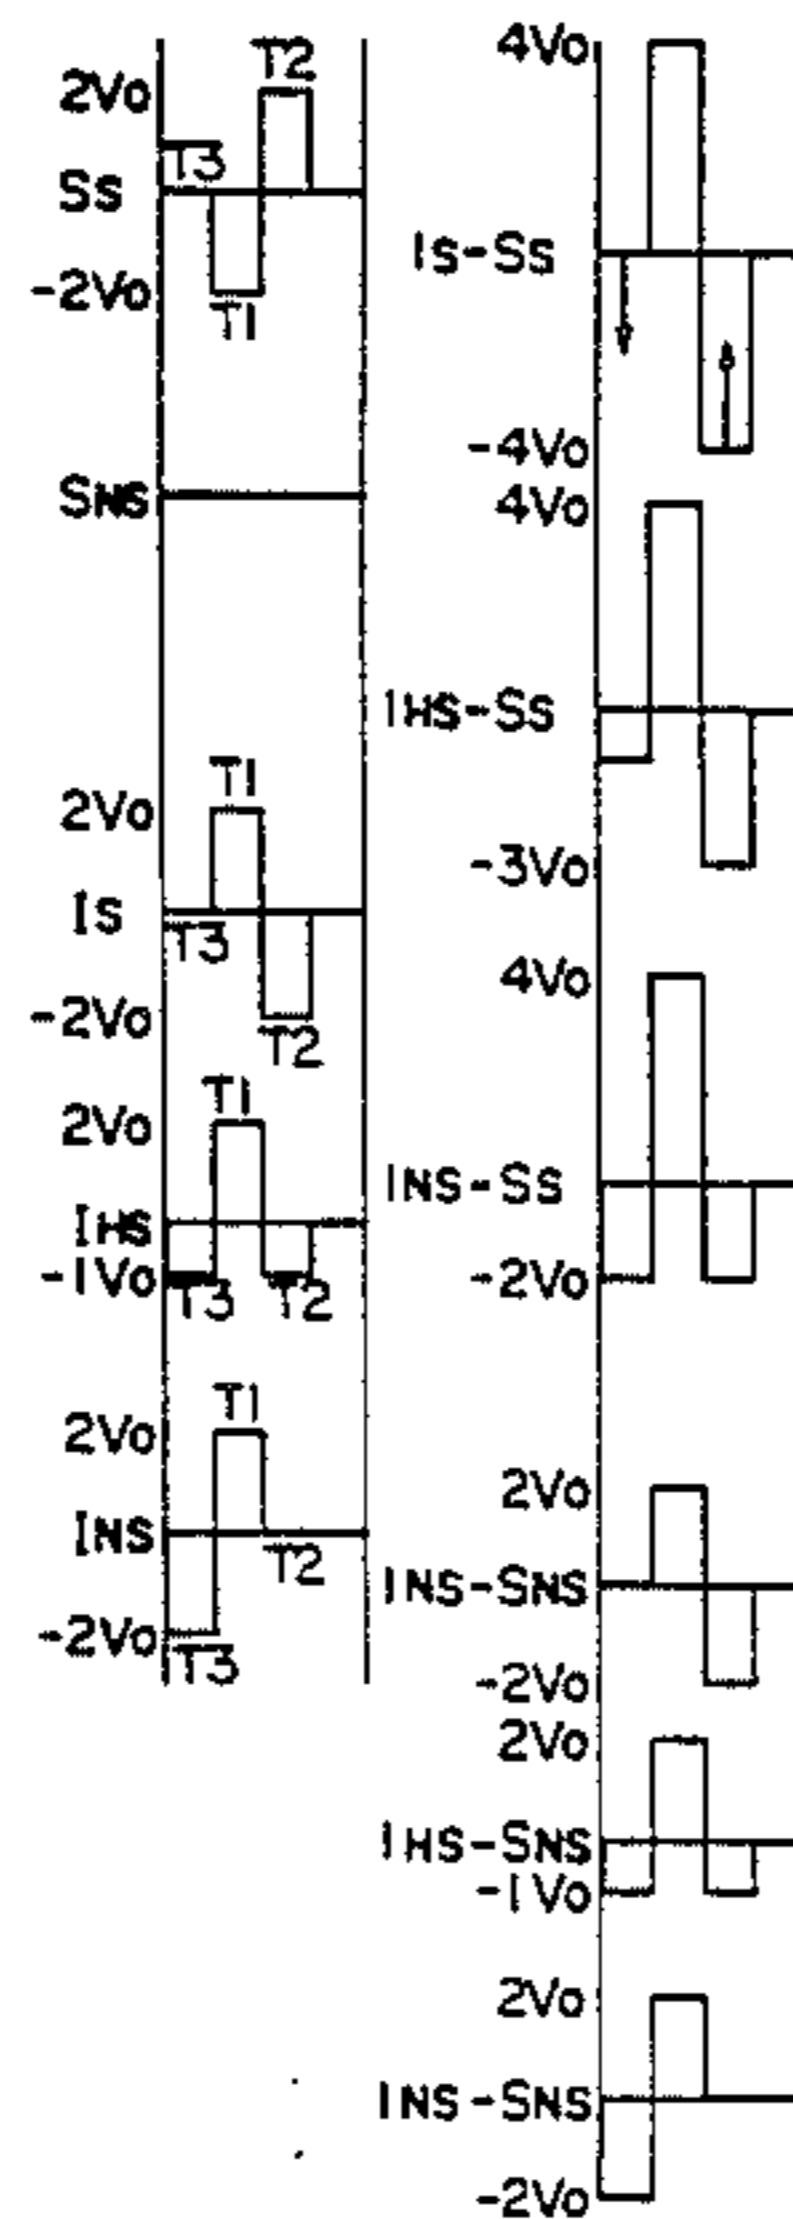 T2
2Vo
T3
Ss
-2Vo
T1
SNS
T1
2Vo
IS
T3
-2Vo
T2
T1
2Vo
IHS
-1Vo
T3
T2
T1
2Vo
INS
T2
-2Vo
T3
4Vo
IS-SS
-4Vo
4Vo
IHS-SS
-3Vo
4Vo
INS-SS
-2Vo
2Vo
INS-SNS
-2Vo
2Vo
IHS-SNS
-1Vo
2Vo
INS-SNS
-2Vo